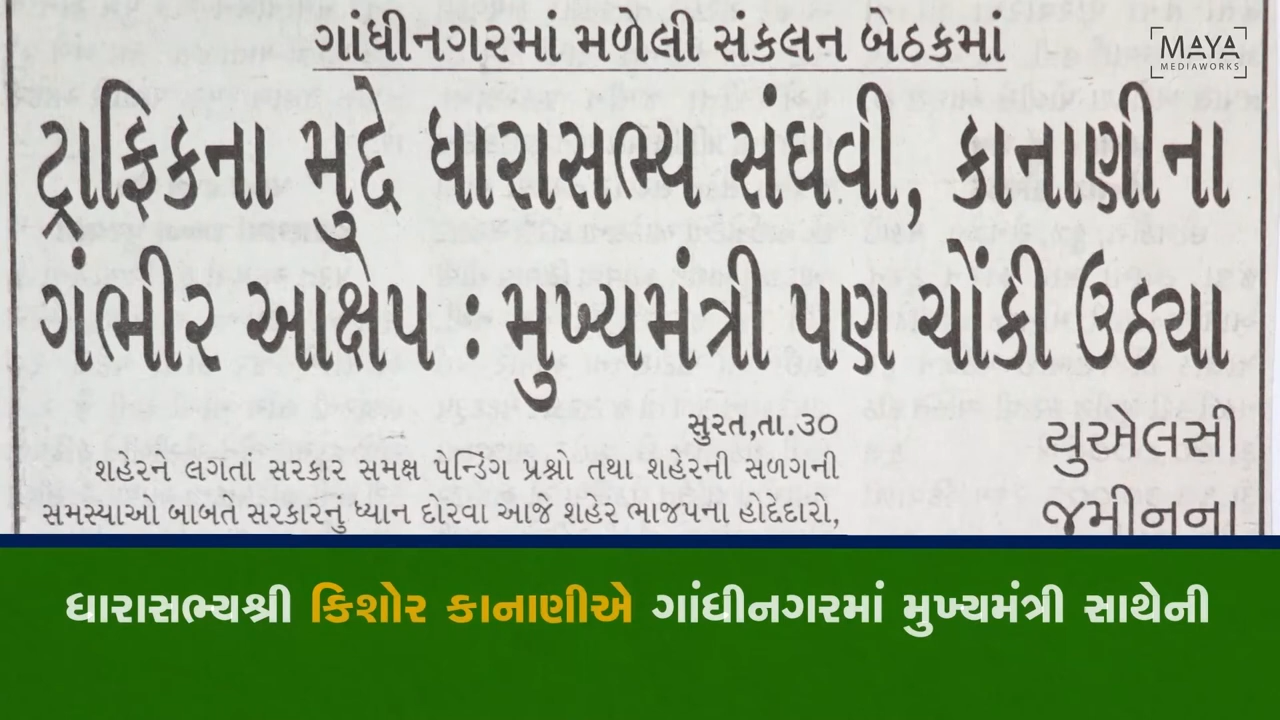 ગાંધીનગરમાં મળેલી સંકલન બેઠકમાં
MAYA
MEDIAWORKS
ટ્રાફિકના મુદ્દે ધારાસભ્ય સંઘવી, કાનાણીના
ગંભીર આક્ષેપ : મુખ્યમંત્રી પણ ચોંકી ઉઠયા
સુરત,તા.૩૦
શહેરને લગતાં સરકાર સમક્ષ પેન્ડિંગ પ્રશ્નો તથા શહેરની સળગની
સમસ્યાઓ બાબતે સરકારનું ધ્યાન દોરવા આજે શહેર ભાજપના હોદ્દેદારો,
યુએલસી
જમીનના
ધારાસભ્યશ્રી કિશોર કાનાણીએ ગાંધીનગરમાં મુખ્યમંત્રી સાથેની